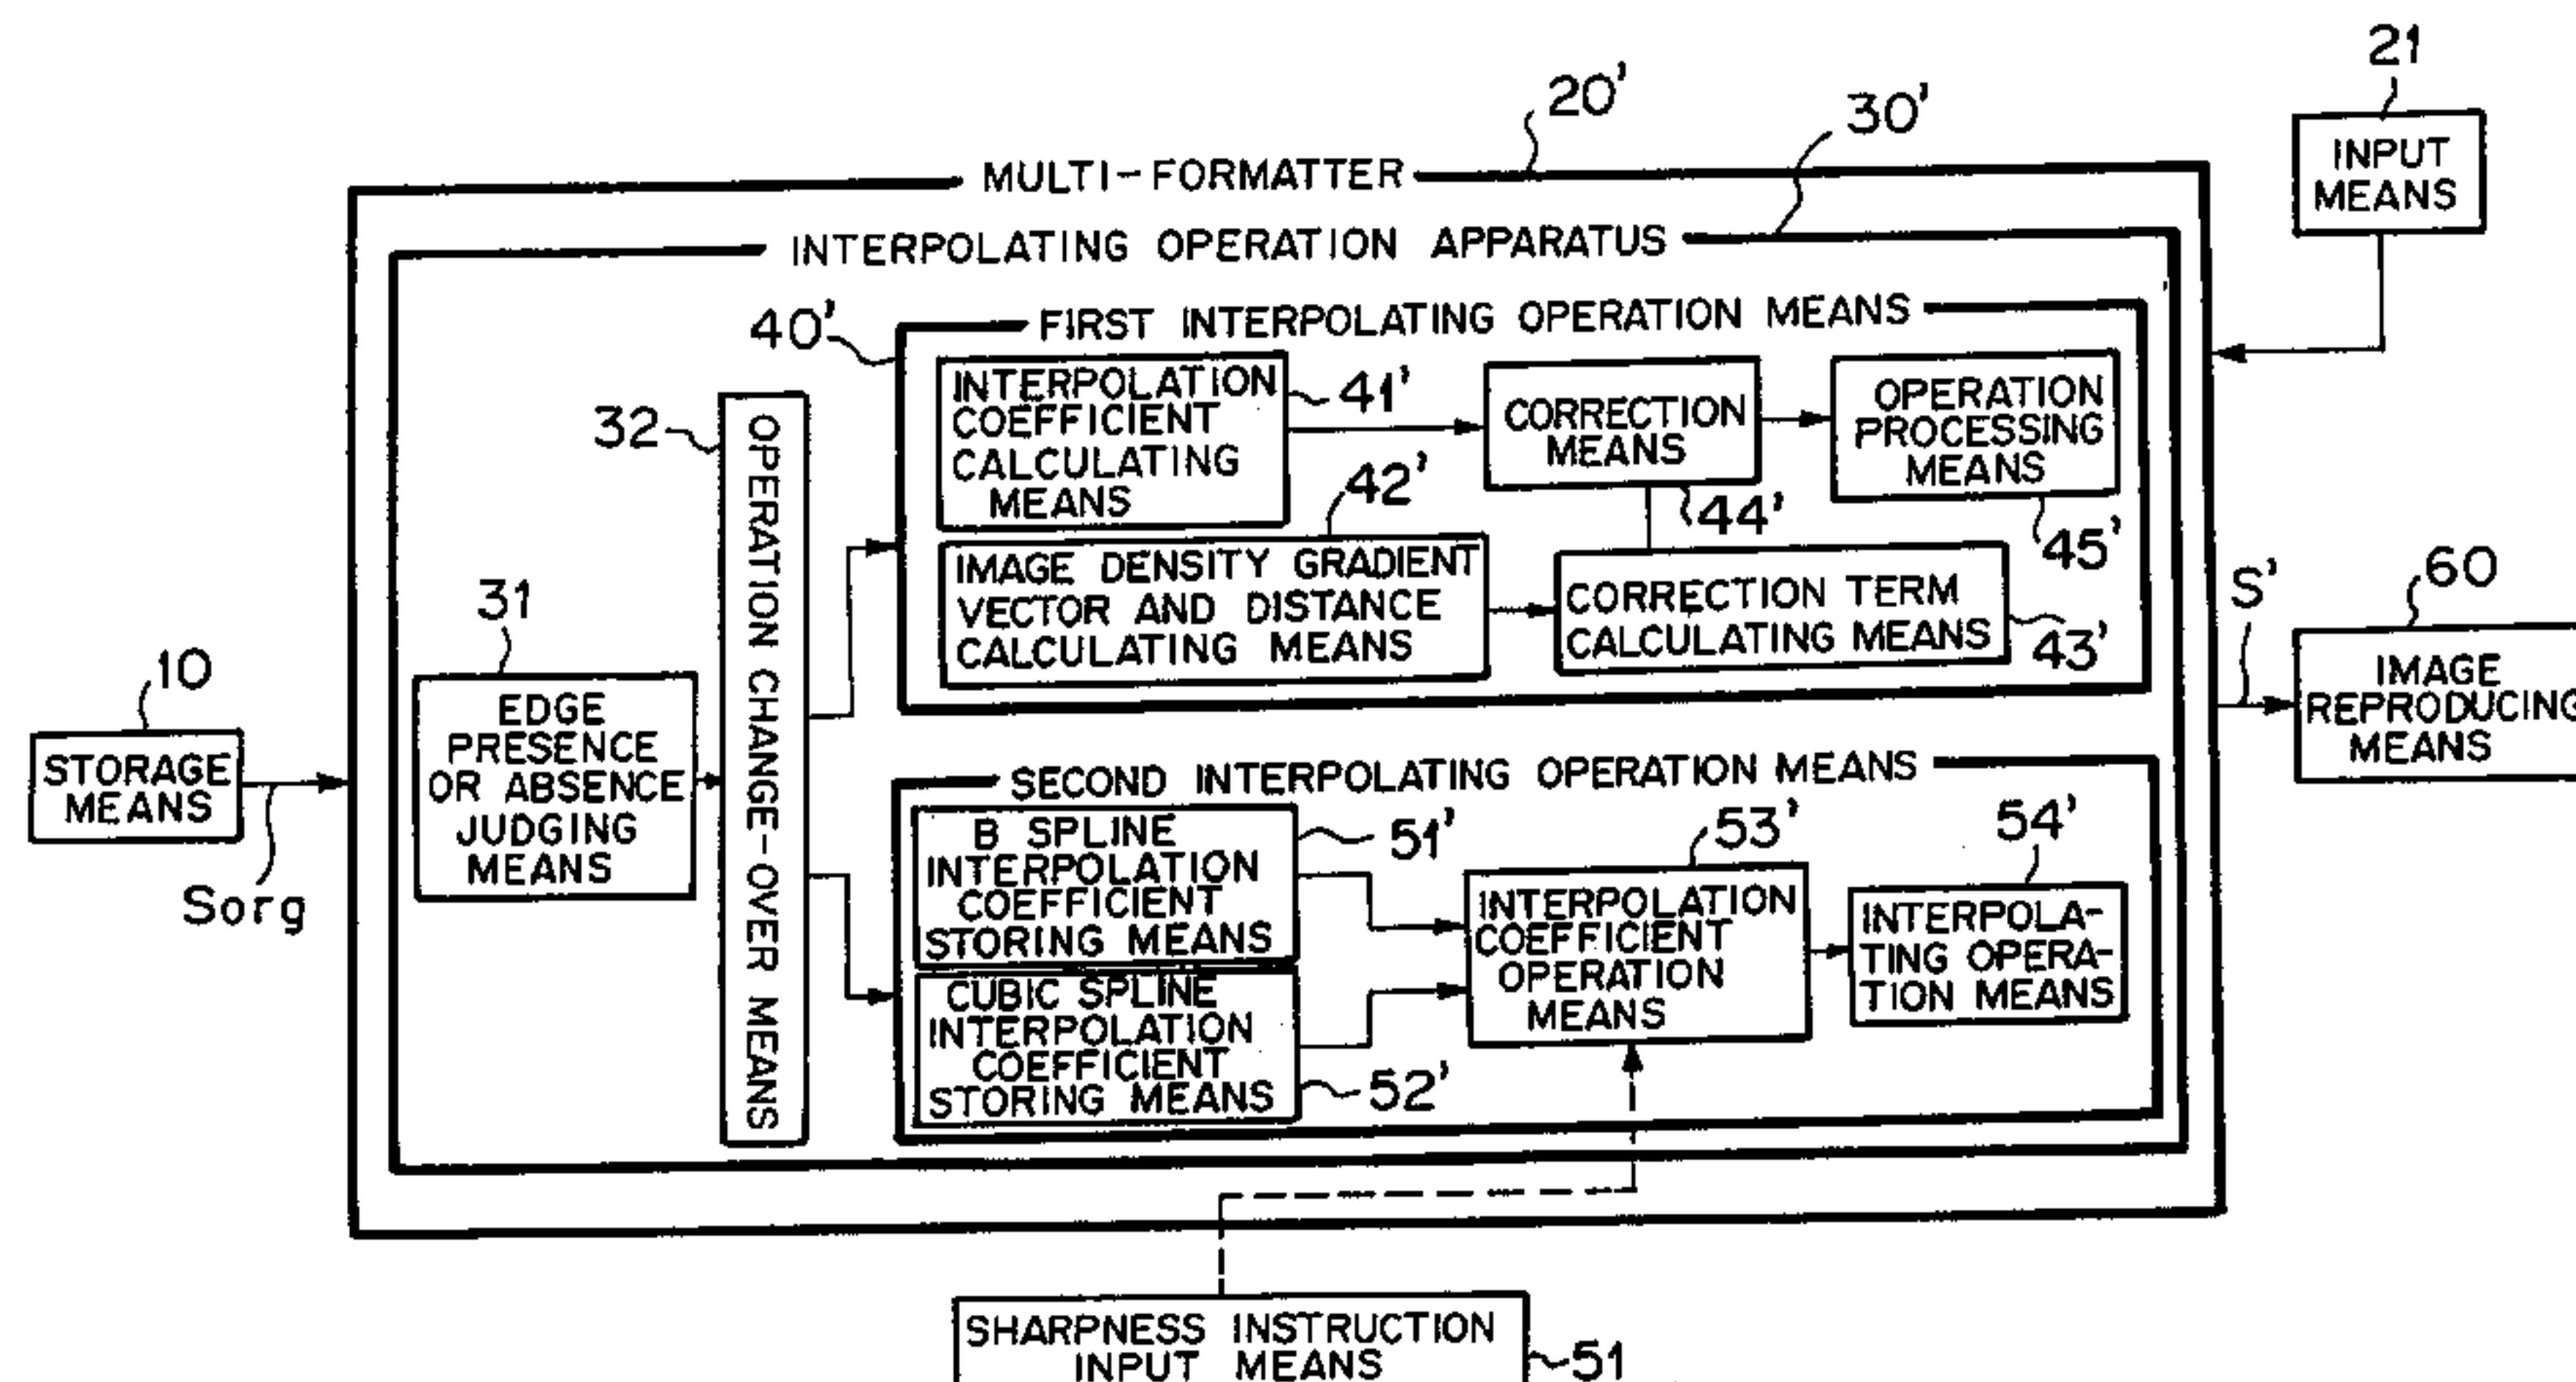 21
20'
30'
INPUT
MEANS
MULTI-FORMATTER
INTERPOLATING OPERATION APPARATUS
40'
FIRST INTERPOLATING OPERATION MEANS
INTERPOLATION
COEFFICIENT
CALCULATING
MEANS
41'
CORRECTION
MEANS
44'
OPERATION
PROCESSING
MEANS
45'
42'
IMAGE DENSITY GRADIENT
VECTOR AND DISTANCE
CALCULATING MEANS
CORRECTION TERM
CALCULATING MEANS
43'
32
OPERATION CHANGE-OVER MEANS
31
EDGE
PRESENCE
OR ABSENCE
JUDGING
MEANS
10
STORAGE
MEANS
Sorg
S'
60
IMAGE
REPRODUCING
MEANS
SECOND INTERPOLATING OPERATION MEANS
B SPLINE
INTERPOLATION
COEFFICIENT
STORING MEANS
51'
CUBIC SPLINE
INTERPOLATION
COEFFICIENT
STORING MEANS
52'
53'
INTERPOLATION
COEFFICIENT
OPERATION
MEANS
54'
INTERPOLA-
TING OPERA-
TION MEANS
SHARPNESS INSTRUCTION
INPUT MEANS
51